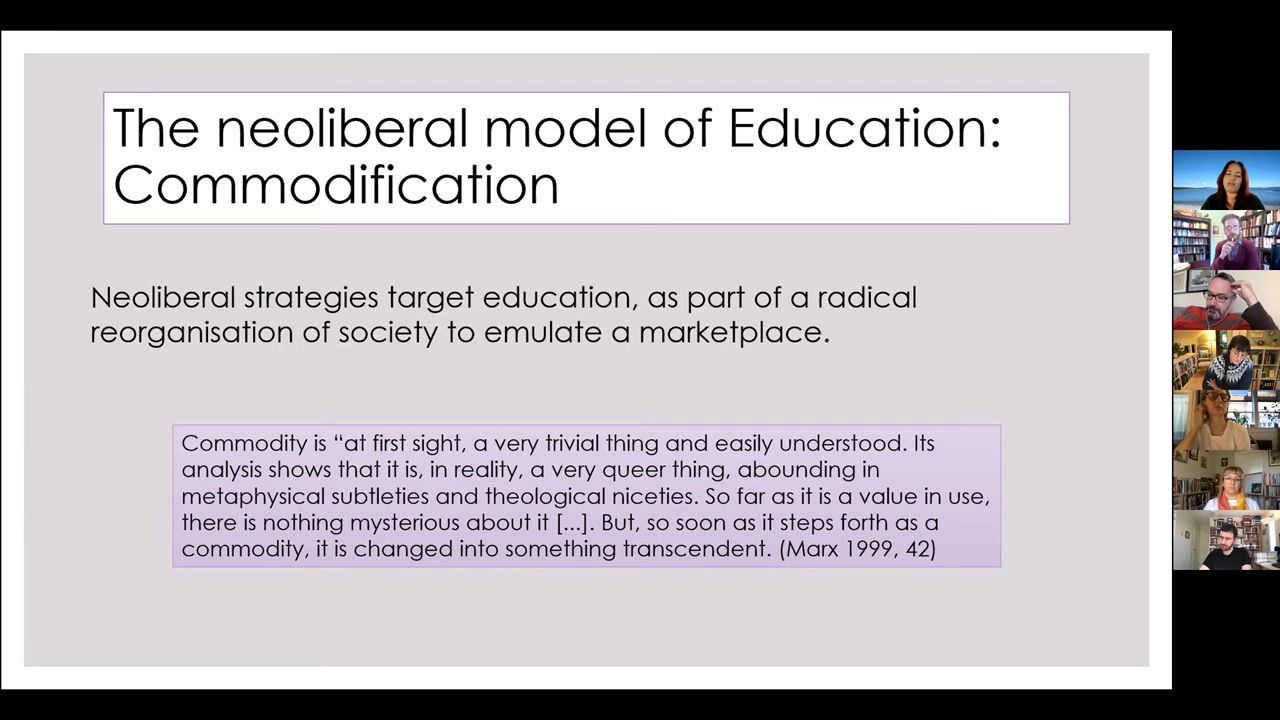 The neoliberal model of Education:
Commodification
Neoliberal strategies target education, as part of a radical
reorganisation of society to emulate a marketplace.
Commodity is “at first sight, a very trivial thing and easily understood. Its
analysis shows that it is, in reality, a very queer thing, abounding in
metaphysical subtleties and theological niceties. So far as it is a value in use,
there is nothing mysterious about it [...]. But, so soon as it steps forth as a
commodity, it is changed into something transcendent. (Marx 1999, 42)